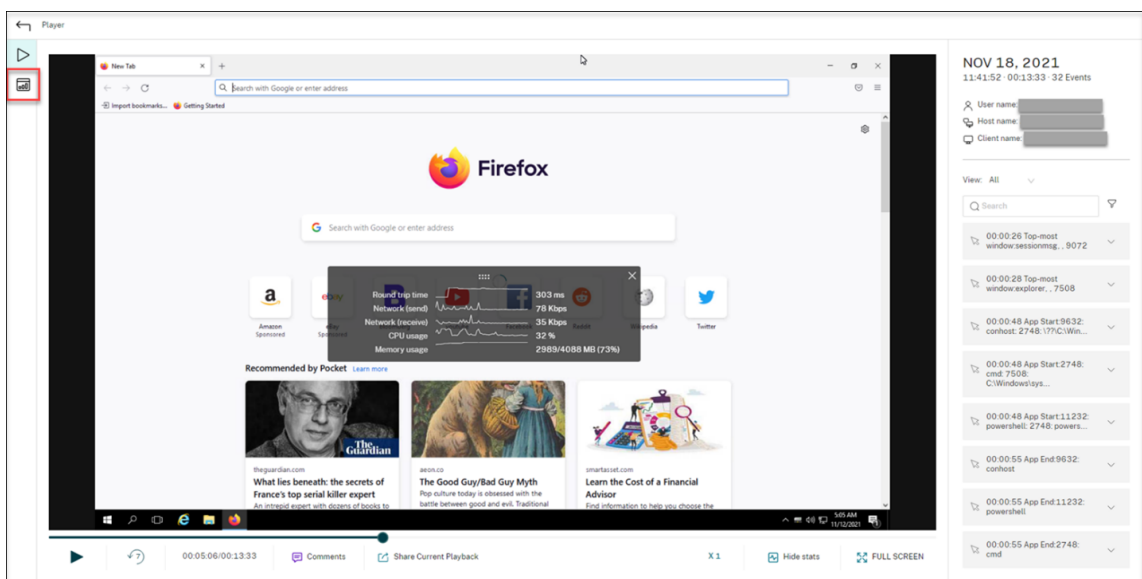 Player
New Tab
Search with Google or enter address
Import bookmarks... Getting Started
Firefox
Search with Google or enter address
a
Round trip time 303 ms
Network (send) 78 Kbps
Network (receive) 35 Kbps
CPU usage 32 %
Memory usage 2989/4088 MB (73%)
Amazon
Sponsored
Twitter
Recommended by Pocket Learn more
The Guardian
theguardian.com
What lies beneath: the secrets of
France's top serial killer expert
An intrepid expert with dozens of books to
aeon.co
The Good Guy/Bad Guy Myth
Pop culture today is obsessed with the
battle between good and evil. Traditional
smartasset.com
Learn the Cost of a Financial
Advisor
Find information to help you choose the
5:05 AM
11/12/2021
7
00:05:06/00:13:33
Comments
Share Current Playback
X 1
Hide stats
FULL SCREEN
NOV 18, 2021
11:41:52 · 00:13:33 · 32 Events
User name:
Host name:
Client name:
View: All
Search
00:00:26 Top-most
window:sessionmsg, , 9072
00:00:28 Top-most
window:explorer, , 7508
00:00:48 App Start:9632:
conhost: 2748: \??\C:\Win...
00:00:48 App Start:2748:
cmd: 7508:
C:\Windows\sys...
00:00:48 App Start:11232:
powershell: 2748: powers...
00:00:55 App End:9632:
conhost
00:00:55 App End:11232:
powershell
00:00:55 App End:2748:
cmd